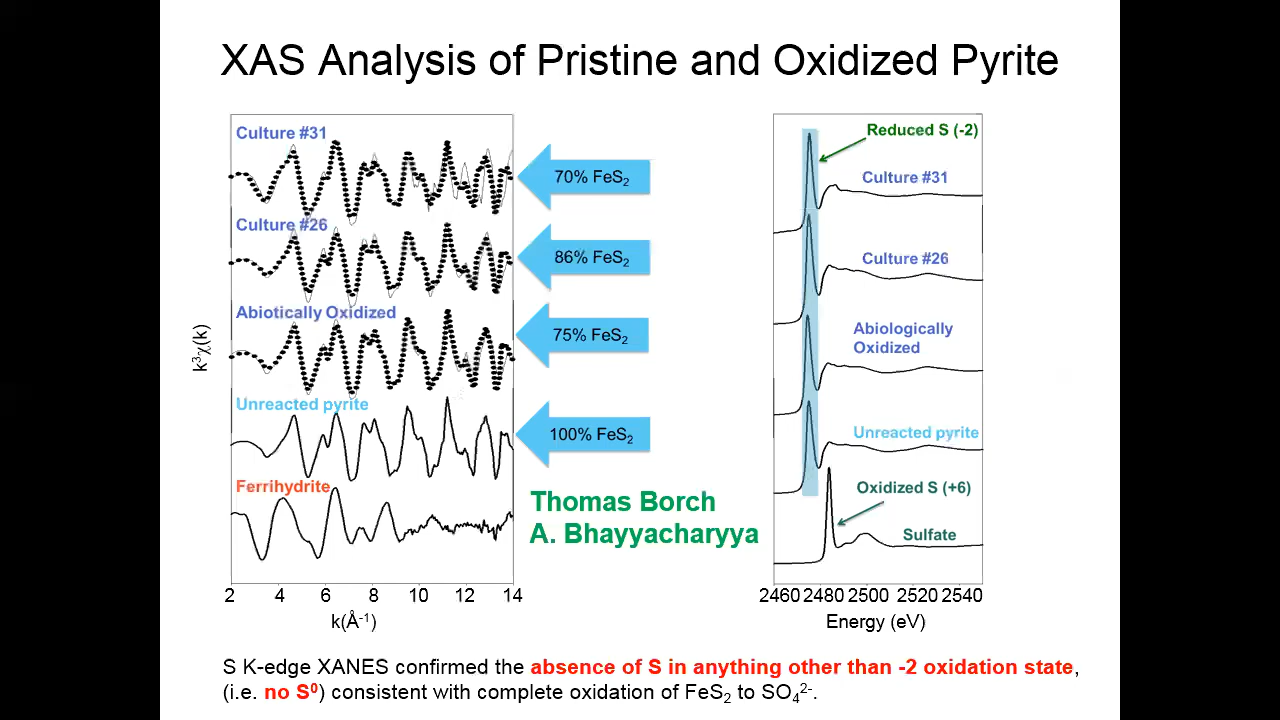 XAS Analysis of Pristine and Oxidized Pyrite
Culture #31
70% FeS₂
Culture #26
86% FeS₂
Abiotically Oxidized
75% FeS₂
Unreacted pyrite
100% FeS₂
Ferrihydrite
k³χ(k)
2 4 6 8 10 12 14
k(Å⁻¹)
Thomas Borch
A. Bhayyacharyya
Reduced S (-2)
Culture #31
Culture #26
Abiologically
Oxidized
Unreacted pyrite
Oxidized S (+6)
Sulfate
2460 2480 2500 2520 2540
Energy (eV)
S K-edge XANES confirmed the absence of S in anything other than -2 oxidation state,
(i.e. no S⁰) consistent with complete oxidation of FeS₂ to SO₄²⁻.